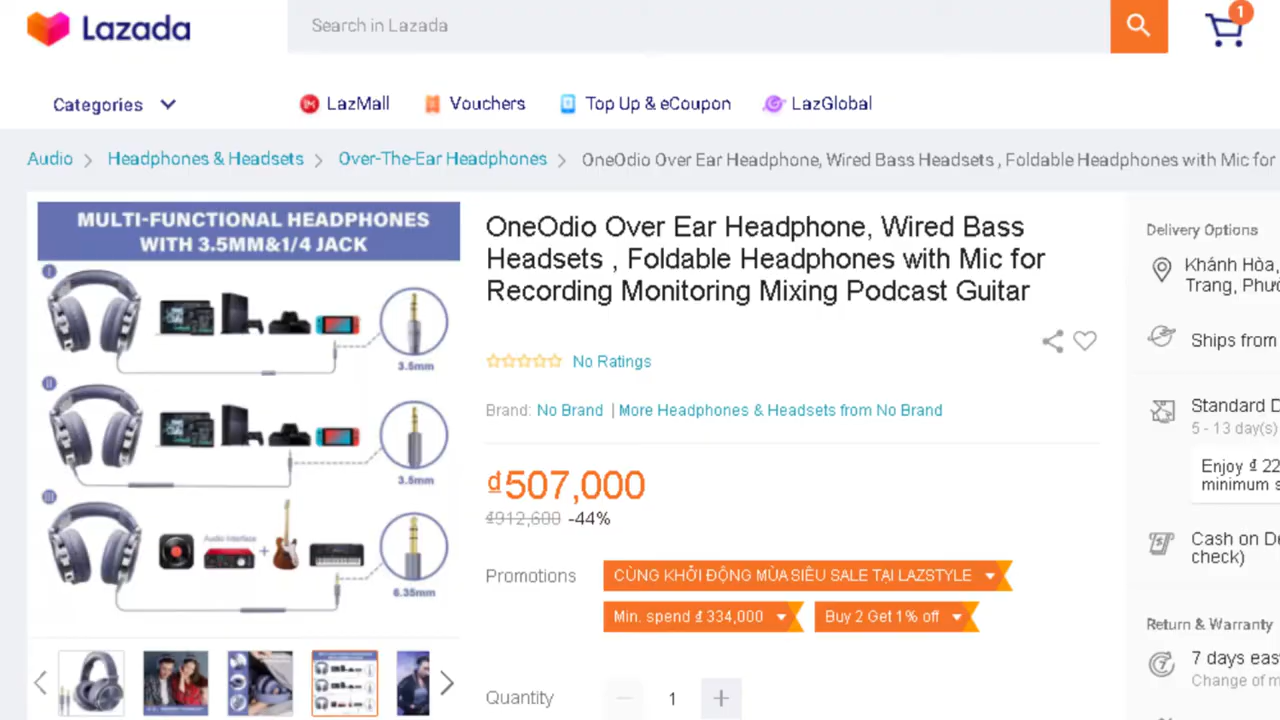 Lazada
Search in Lazada
1
Categories
LazMall
Vouchers
Top Up & eCoupon
LazGlobal
Audio
Headphones & Headsets
Over-The-Ear Headphones
OneOdio Over Ear Headphone, Wired Bass Headsets , Foldable Headphones with Mic for
MULTI-FUNCTIONAL HEADPHONES
WITH 3.5MM&1/4 JACK
I
3.5mm
II
3.5mm
III
Audio Interface
+
6.35mm
OneOdio Over Ear Headphone, Wired Bass
Headsets , Foldable Headphones with Mic for
Recording Monitoring Mixing Podcast Guitar
No Ratings
Brand: No Brand | More Headphones & Headsets from No Brand
₫507,000
₫912,600 -44%
Promotions
CÙNG KHỞI ĐỘNG MÙA SIÊU SALE TẠI LAZSTYLE
Min. spend ₫ 334,000
Buy 2 Get 1% off
Quantity
1
Delivery Options
Khánh Hòa,
Trang,
Ships from
Standard
5 - 13 day(s)
Enjoy ₫ 22
minimum
Cash on
check)
Return & Warranty
7 days
Change of